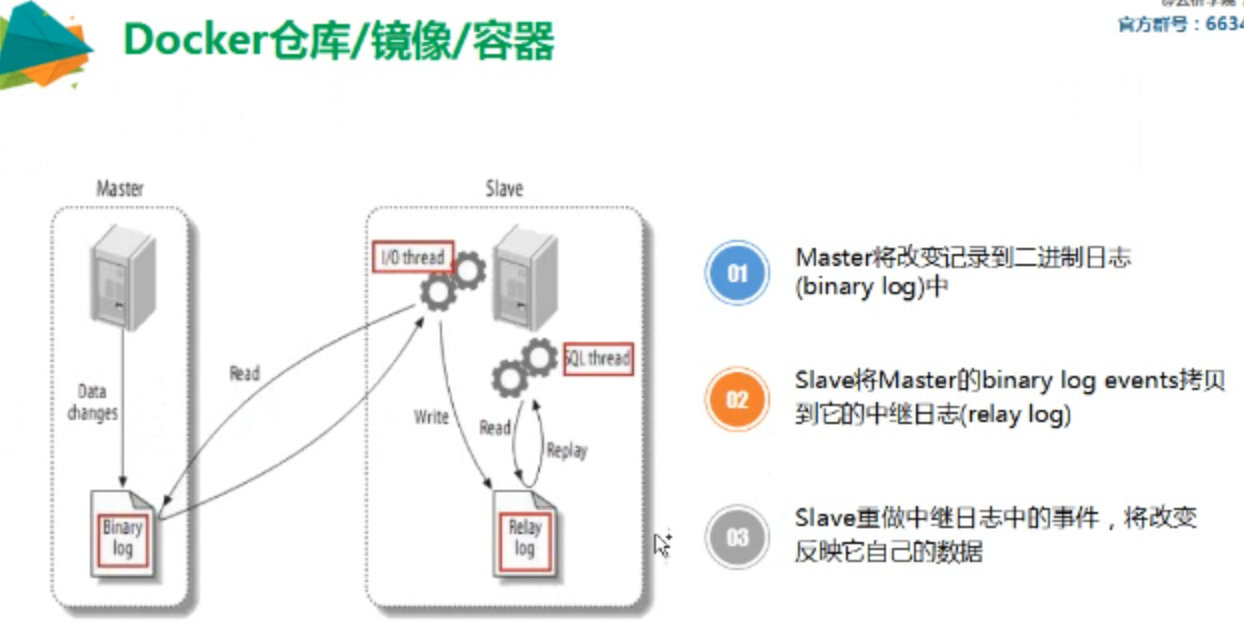 官方群号：6634
Docker仓库/镜像/容器
Master
Slave
I/O thread
SQL thread
Read
Data
changes
Write
Read
Replay
Binary
log
Relay
log
01
Master将改变记录到二进制日志
(binary log)中
02
Slave将Master的binary log events拷贝
到它的中继日志(relay log)
03
Slave重做中继日志中的事件，将改变
反映它自己的数据